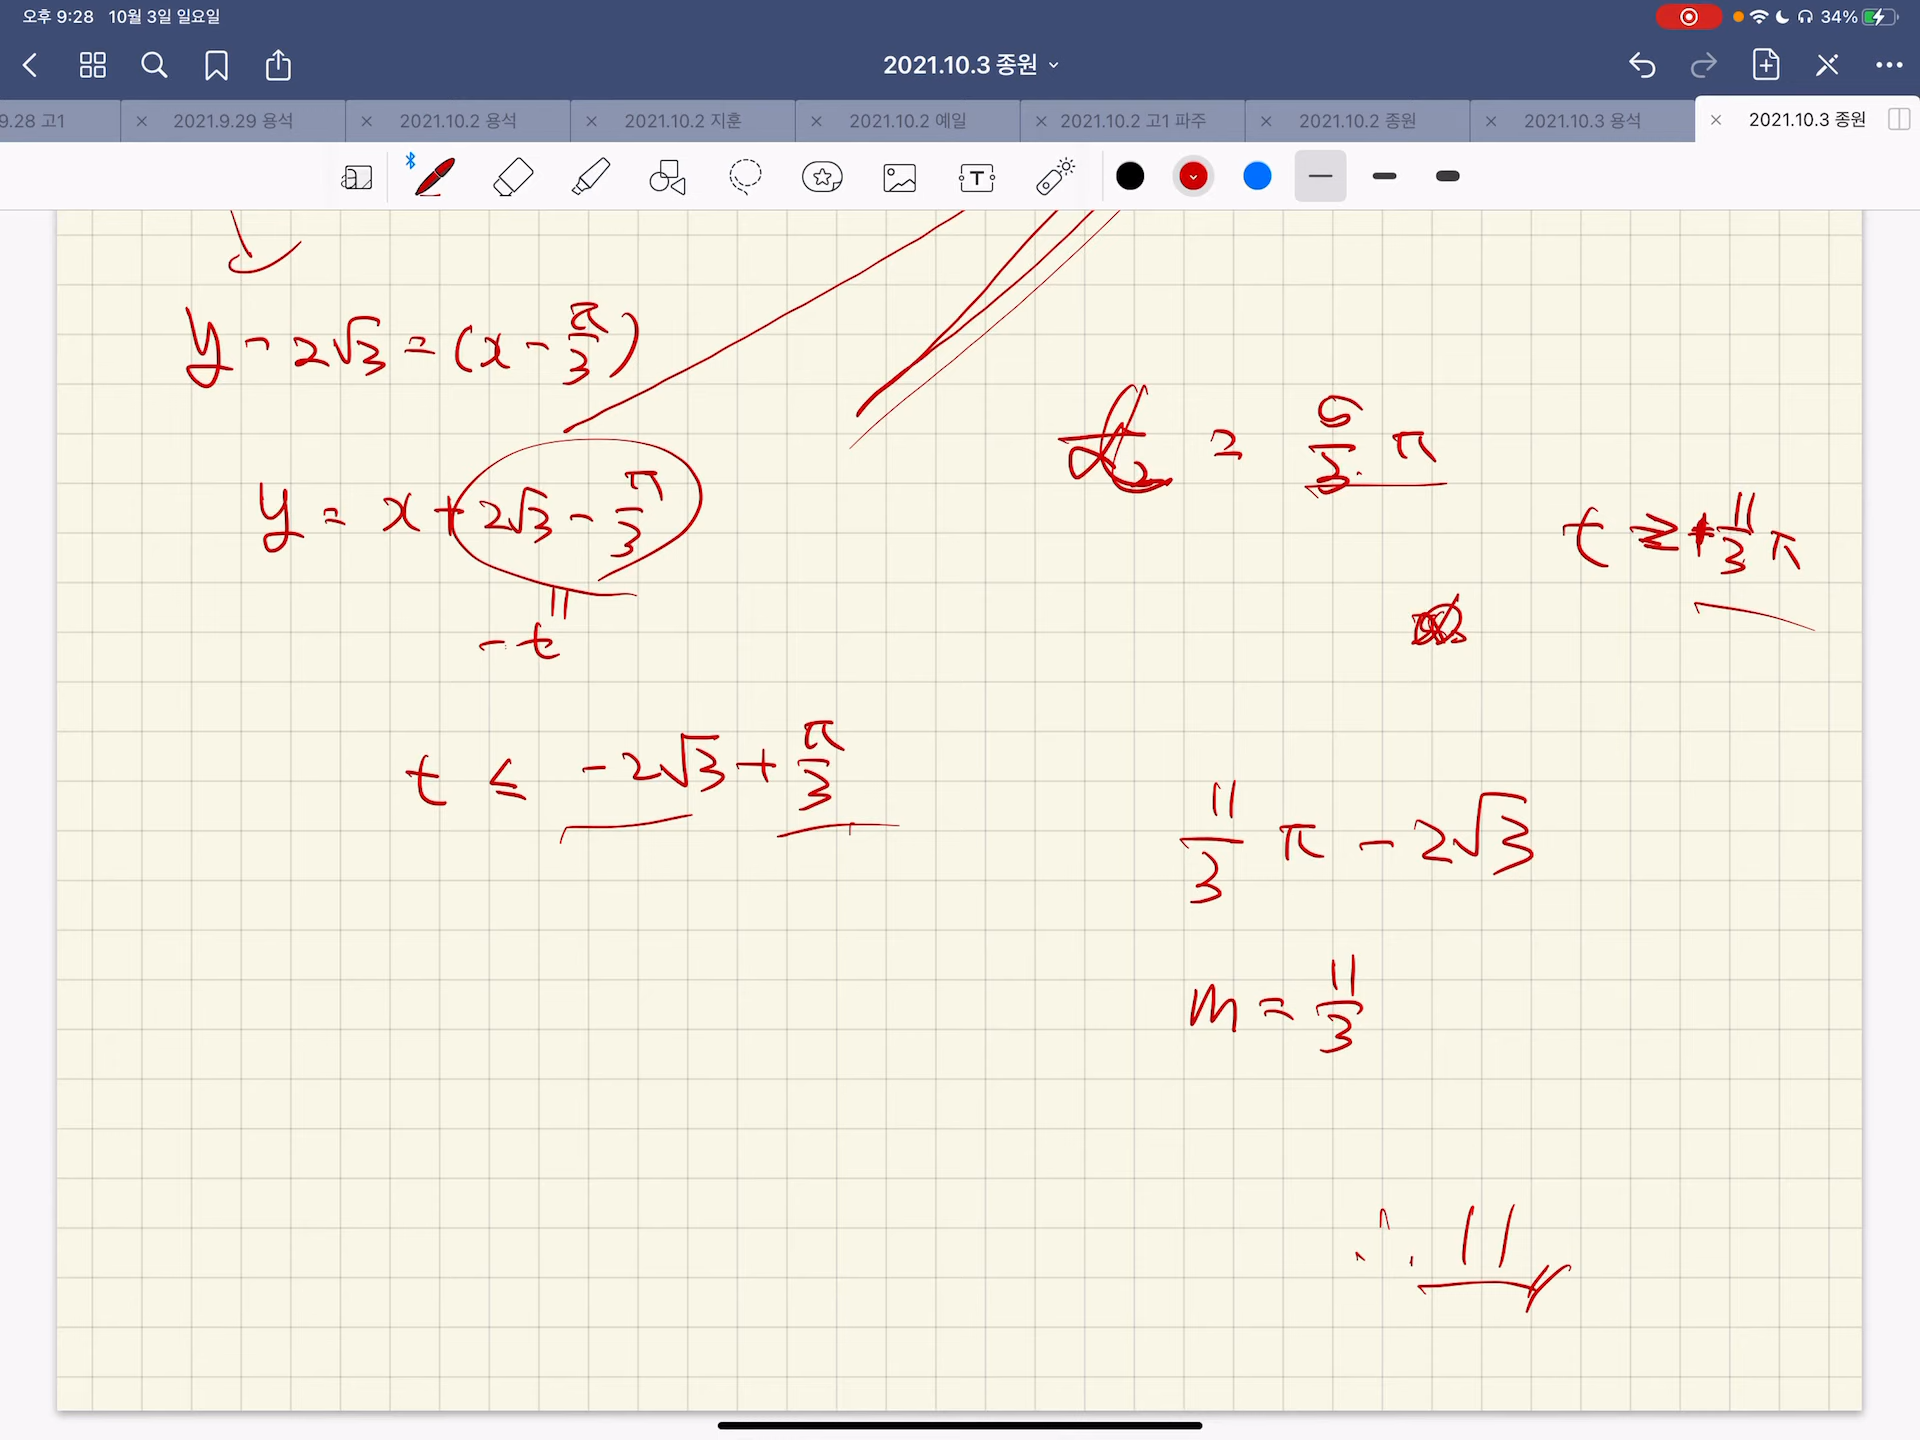 오후 9:28 10월 3일 일요일
34%
2021.10.3 종원
9.28 고1
2021.9.29 용석
2021.10.2 용석
2021.10.2 지훈
2021.10.2 예일
2021.10.2 고1 파주
2021.10.2 종원
2021.10.3 용석
2021.10.3 종원
y - 2√3 = (x - π/3)
y = x + 2√3 - π/3
= -t
t ≤ -2√3 + π/3
α₂ = 5/3 π
t ≥ 11/3 π
11/3 π - 2√3
m = 11/3
∴ 11